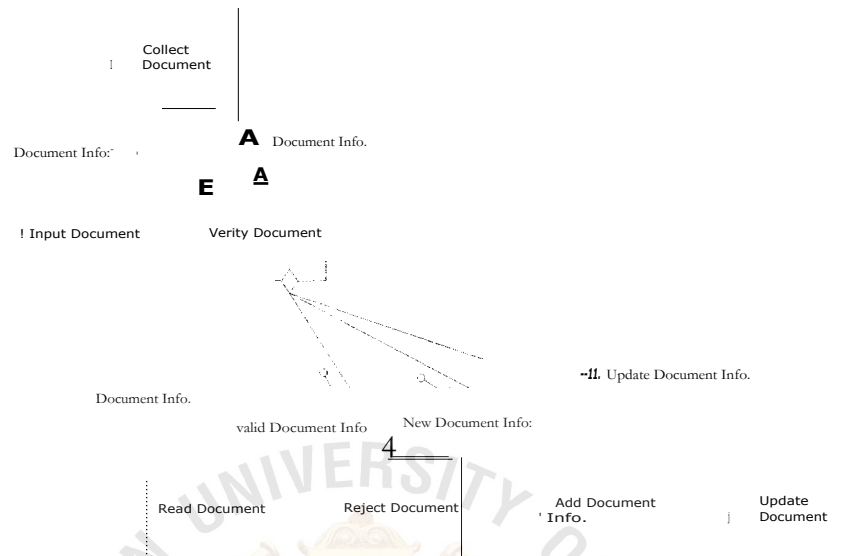 Collect
Document
A Document Info.
Document Info:
E A
! Input Document Verity Document
--11. Update Document Info.
Document Info.
valid Document Info New Document Info:
4
UNIVERSITY O
Read Document Reject Document Add Document Update
' Info. Document